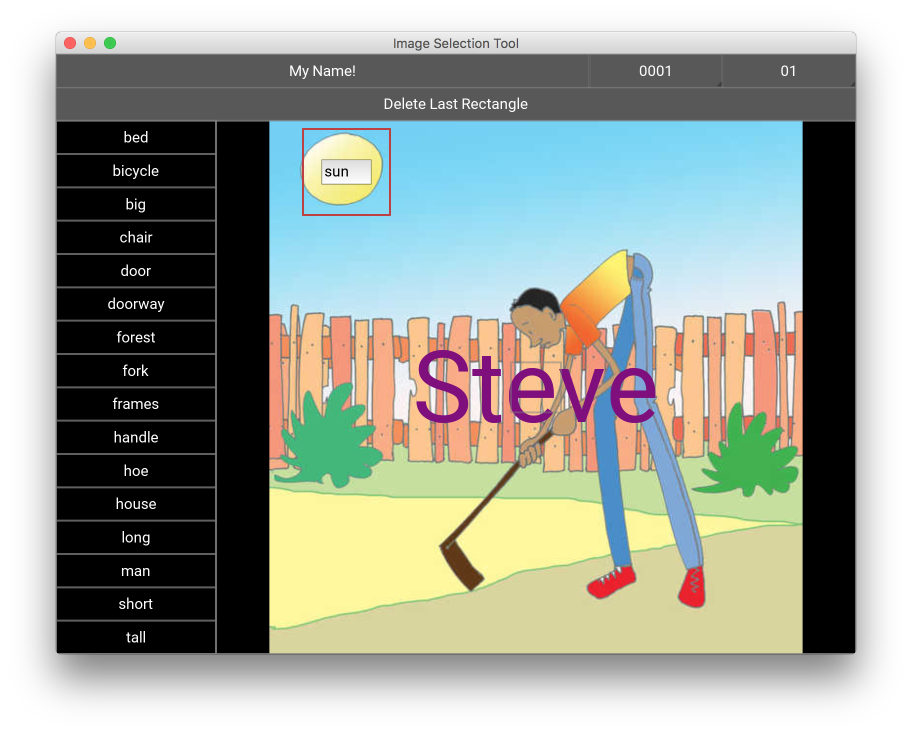 Image Selection Tool
My Name! 0001 01
Delete Last Rectangle
bed
bicycle
big
chair
door
doorway
forest
fork
frames
handle
hoe
house
long
man
short
tall
sun
Steve